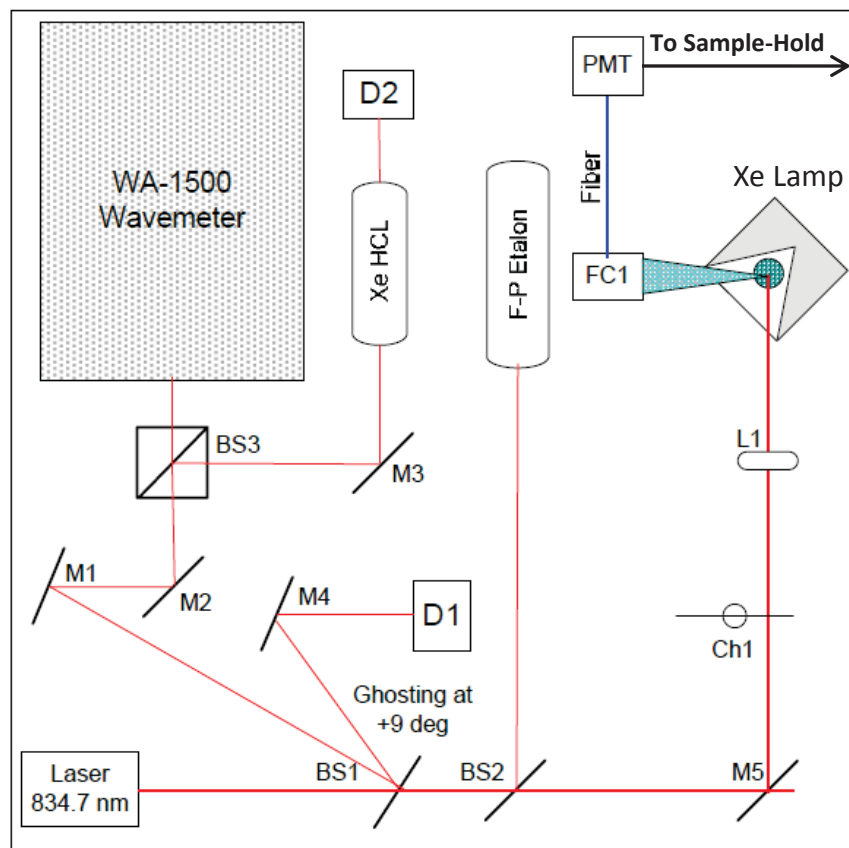 To Sample-Hold
PMT
D2
WA-1500
Wavemeter
Fiber
Xe Lamp
Xe HCL
F-P Etalon
FC1
BS3
L1
M3
M1
M2
M4
D1
Ch1
Ghosting at
+9 deg
BS1
BS2
M5
Laser
834.7 nm